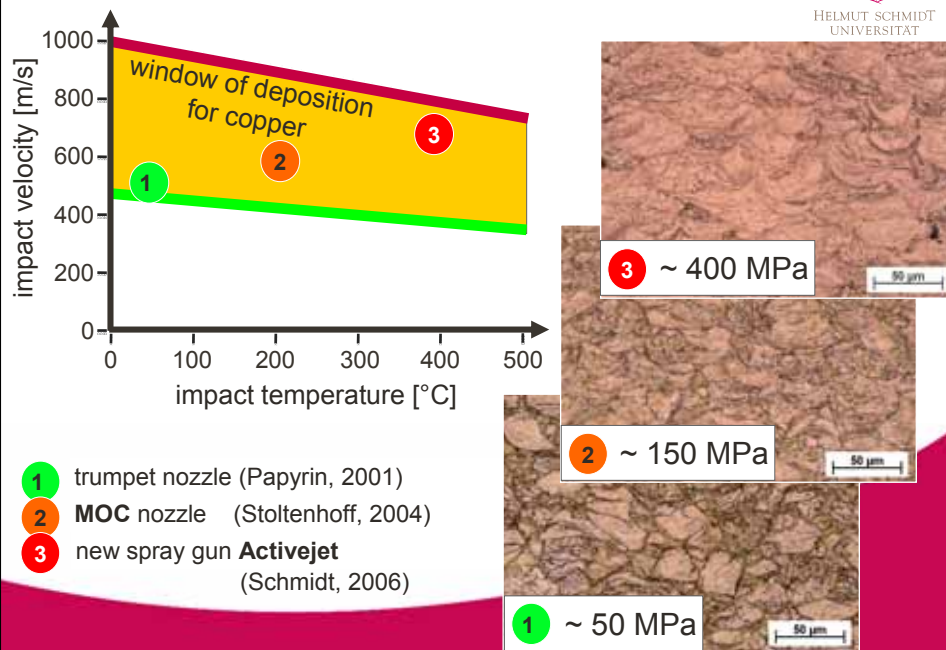 HELMUT SCHMIDT
UNIVERSITÄT
impact velocity [m/s]
1000
800
600
400
200
0
window of deposition
for copper
1
2
3
0 100 200 300 400 500
impact temperature [°C]
3 ~ 400 MPa
50 µm
2 ~ 150 MPa
50 µm
1 ~ 50 MPa
50 µm
1 trumpet nozzle (Papyrin, 2001)
2 MOC nozzle (Stoltenhoff, 2004)
3 new spray gun Activejet
(Schmidt, 2006)